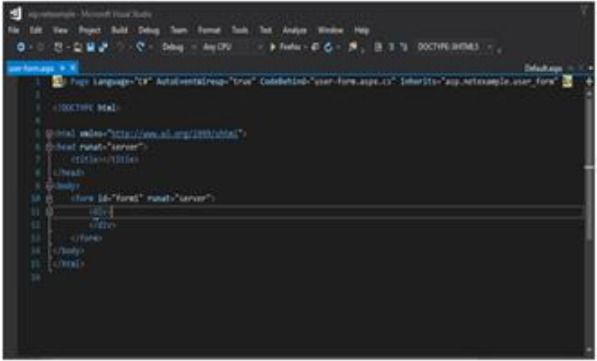 asp.netexample - Microsoft Visual Studio
File Edit View Project Build Debug Team Format Tools Test Analyze Window Help
Debug Any CPU Firefox DOCTYPE: XHTML5
user-form.aspx Default.aspx
1 <%@ Page Language="C#" AutoEventWireup="true" CodeBehind="user-form.aspx.cs" Inherits="asp.netexample.user_form" %>
2
3 <!DOCTYPE html>
4
5 <html xmlns="http://www.w3.org/1999/xhtml">
6 <head runat="server">
7 <title></title>
8 </head>
9 <body>
10 <form id="form1" runat="server">
11 <div>
12 </div>
13 </form>
14 </body>
15 </html>
16